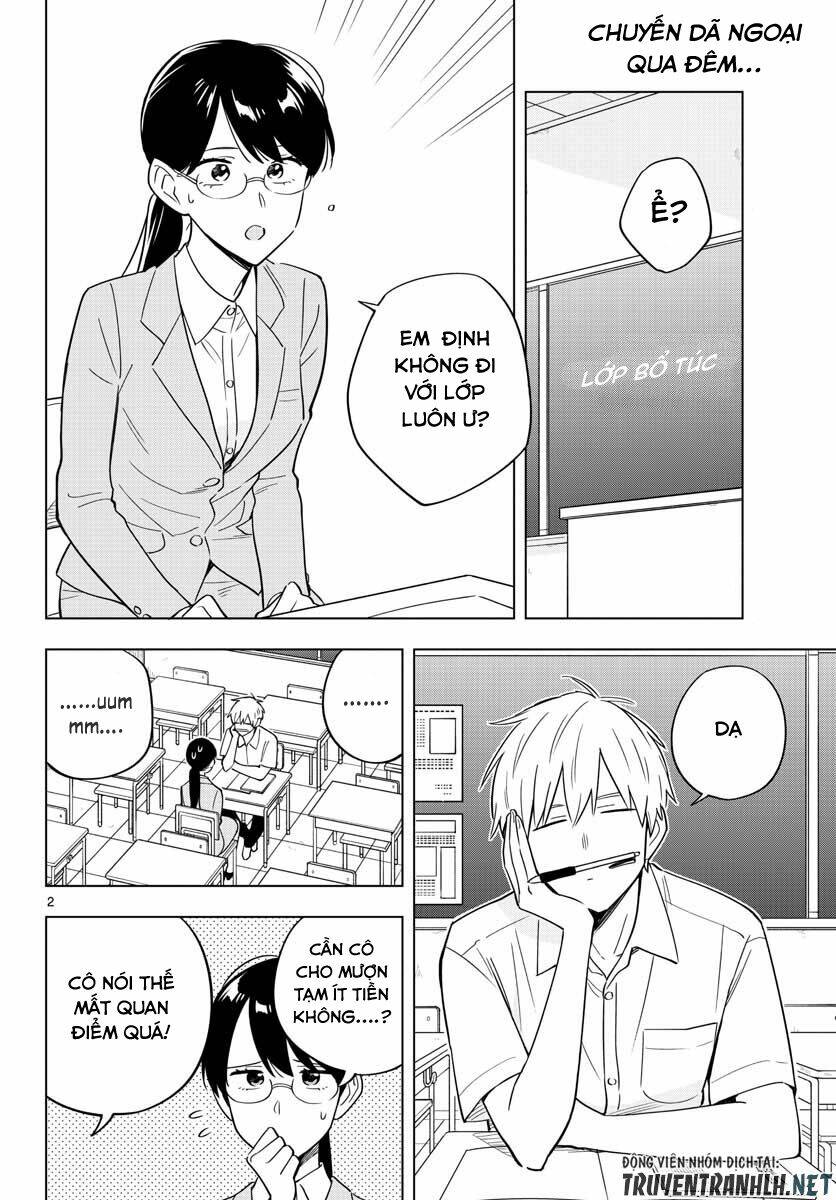 CHUYẾN DÃ NGOẠI
QUA ĐÊM...
Ể?
LỚP BỔ TÚC
EM ĐỊNH
KHÔNG ĐI
VỚI LỚP
LUÔN Ư?
DẠ
........
......uum
mm....
2
CẦN CÔ
CHO MƯỢN
TẠM ÍT TIỀN
KHÔNG....?
CÔ NÓI THẾ
MẤT QUAN
ĐIỂM QUÁ!
ĐỘNG VIÊN NHÓM DỊCH TẠI:
TRUYENTRANHLH.NET